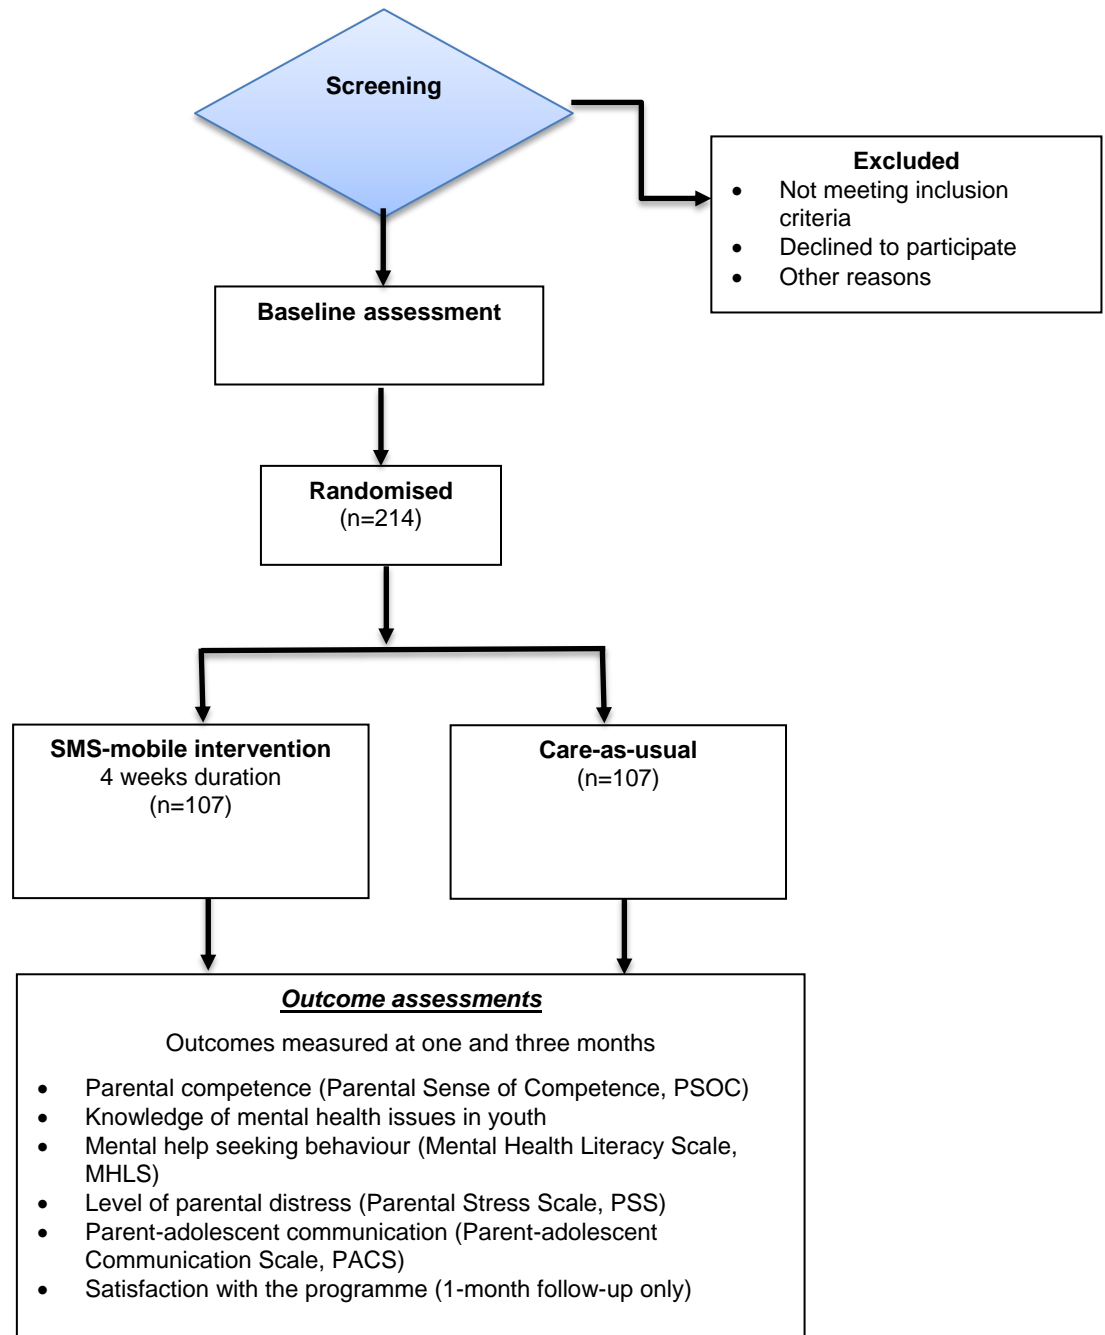 Screening
Excluded
• Not meeting inclusion
criteria
• Declined to participate
• Other reasons
Baseline assessment
Randomised
(n=214)
SMS-mobile intervention
4 weeks duration
(n=107)
Care-as-usual
(n=107)
Outcome assessments
Outcomes measured at one and three months
• Parental competence (Parental Sense of Competence, PSOC)
• Knowledge of mental health issues in youth
• Mental help seeking behaviour (Mental Health Literacy Scale,
MHLS)
• Level of parental distress (Parental Stress Scale, PSS)
• Parent-adolescent communication (Parent-adolescent
Communication Scale, PACS)
• Satisfaction with the programme (1-month follow-up only)